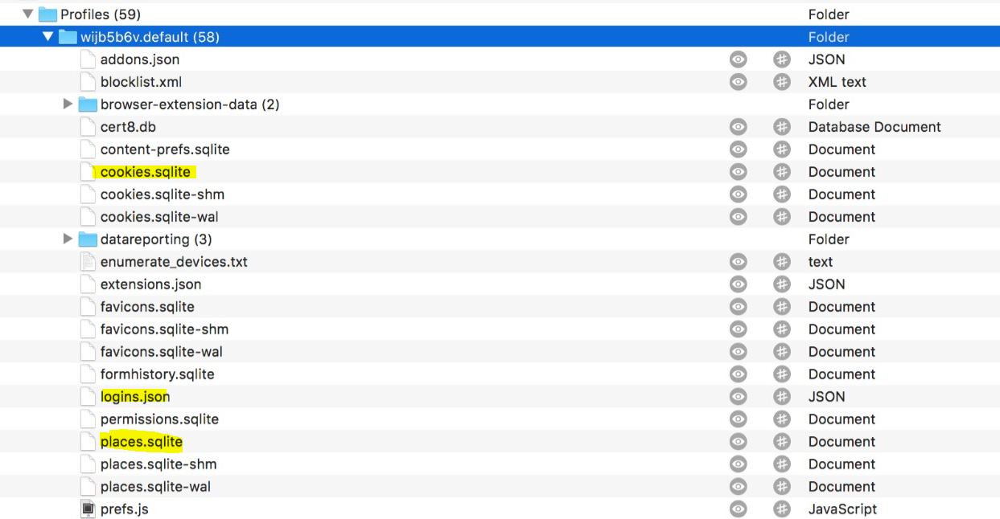 Profiles (59) Folder
wijb5b6v.default (58) Folder
addons.json JSON
blocklist.xml XML text
browser-extension-data (2) Folder
cert8.db Database Document
content-prefs.sqlite Document
cookies.sqlite Document
cookies.sqlite-shm Document
cookies.sqlite-wal Document
datareporting (3) Folder
enumerate_devices.txt text
extensions.json JSON
favicons.sqlite Document
favicons.sqlite-shm Document
favicons.sqlite-wal Document
formhistory.sqlite Document
logins.json JSON
permissions.sqlite Document
places.sqlite Document
places.sqlite-shm Document
places.sqlite-wal Document
prefs.js JavaScript